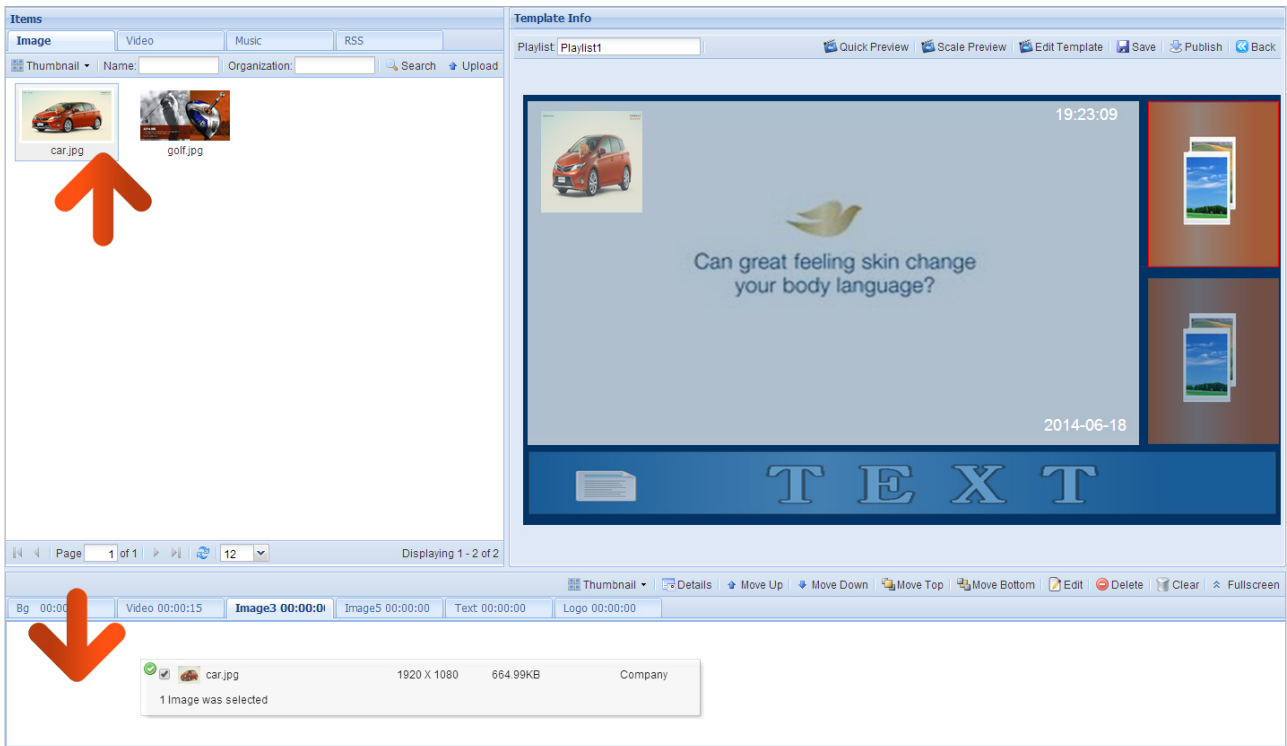 Items
Image Video Music RSS
Thumbnail Name: Organization: Search Upload
car.jpg golf.jpg
Page 1 of 1 12 Displaying 1 - 2 of 2
Template Info
Playlist: Playlist1 Quick Preview Scale Preview Edit Template Save Publish Back
19:23:09
Can great feeling skin change
your body language?
2014-06-18
TEXT
Thumbnail Details Move Up Move Down Move Top Move Bottom Edit Delete Clear Fullscreen
Bg Video 00:00:15 Image3 Image5 00:00:00 Text 00:00:00 Logo 00:00:00
car.jpg 1920 X 1080 664.99KB Company
1 Image was selected